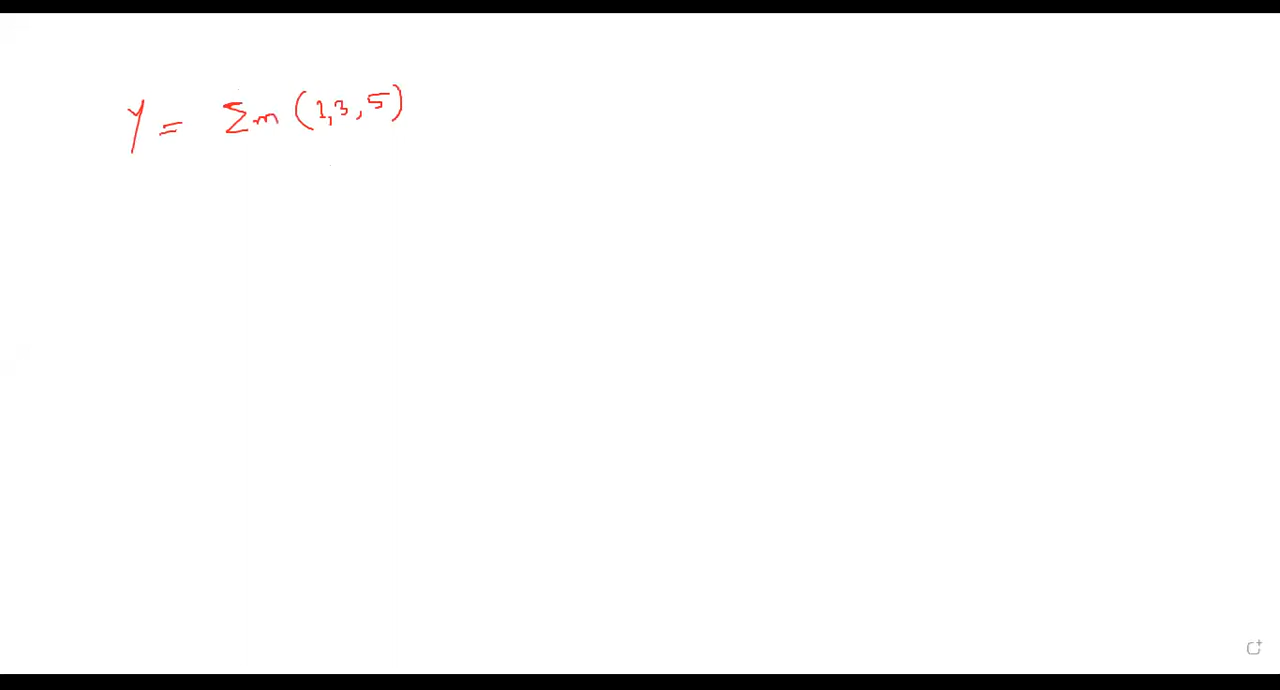 Y = Σm (1,3,5)